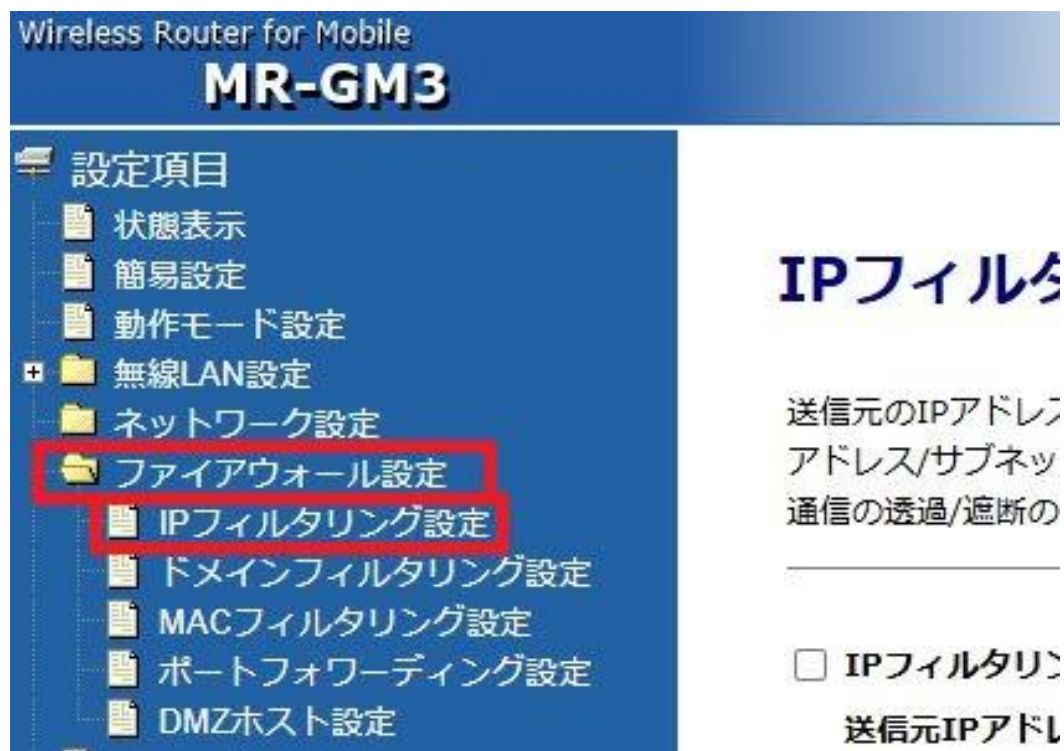 Wireless Router for Mobile
MR-GM3
設定項目
状態表示
簡易設定
動作モード設定
無線LAN設定
ネットワーク設定
ファイアウォール設定
IPフィルタリング設定
ドメインフィルタリング設定
MACフィルタリング設定
ポートフォワーディング設定
DMZホスト設定
IPフィルタ
送信元のIPアドレス
アドレス/サブネッ
通信の透過/遮断の
IPフィルタリン
送信元IPアドレ